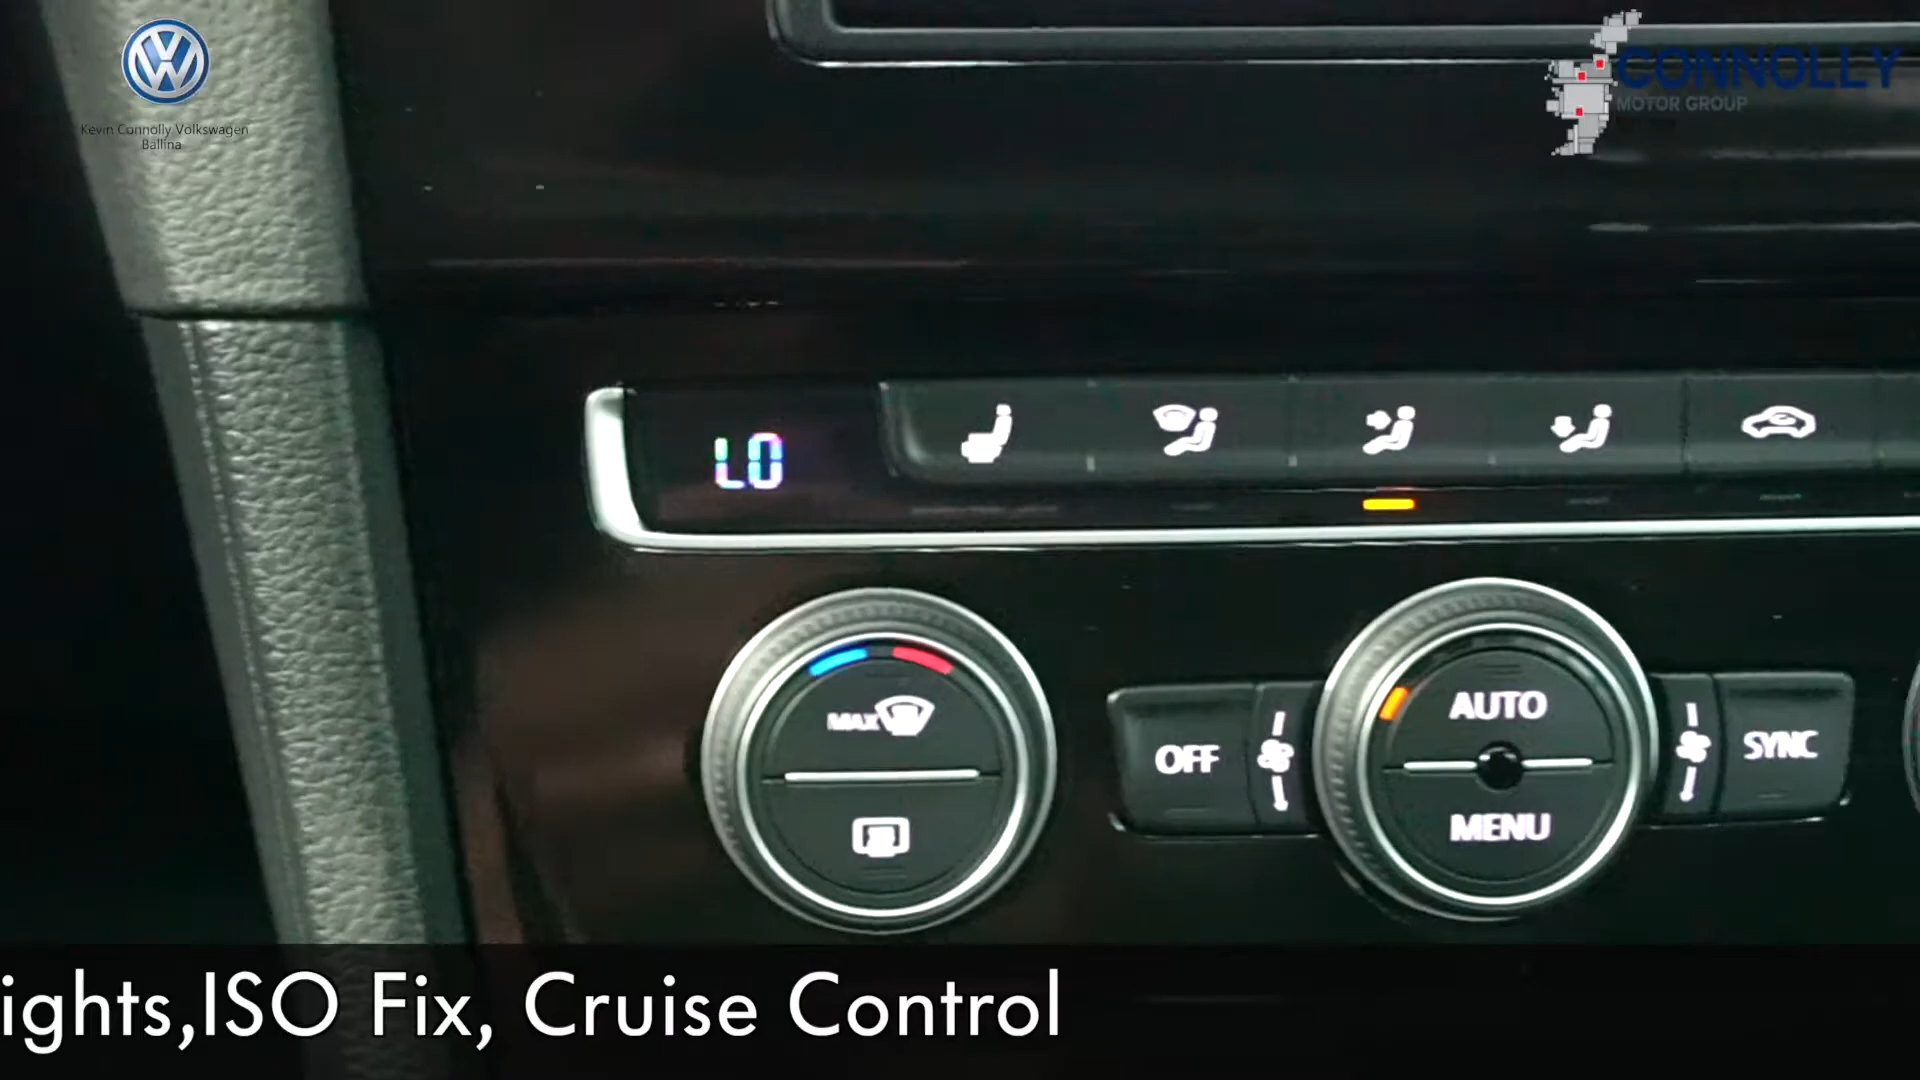 Kevin Connolly Volkswagen
Ballina
CONNOLLY
MOTOR GROUP
LO
MAX
OFF
AUTO
MENU
SYNC
ights,ISO Fix, Cruise Control